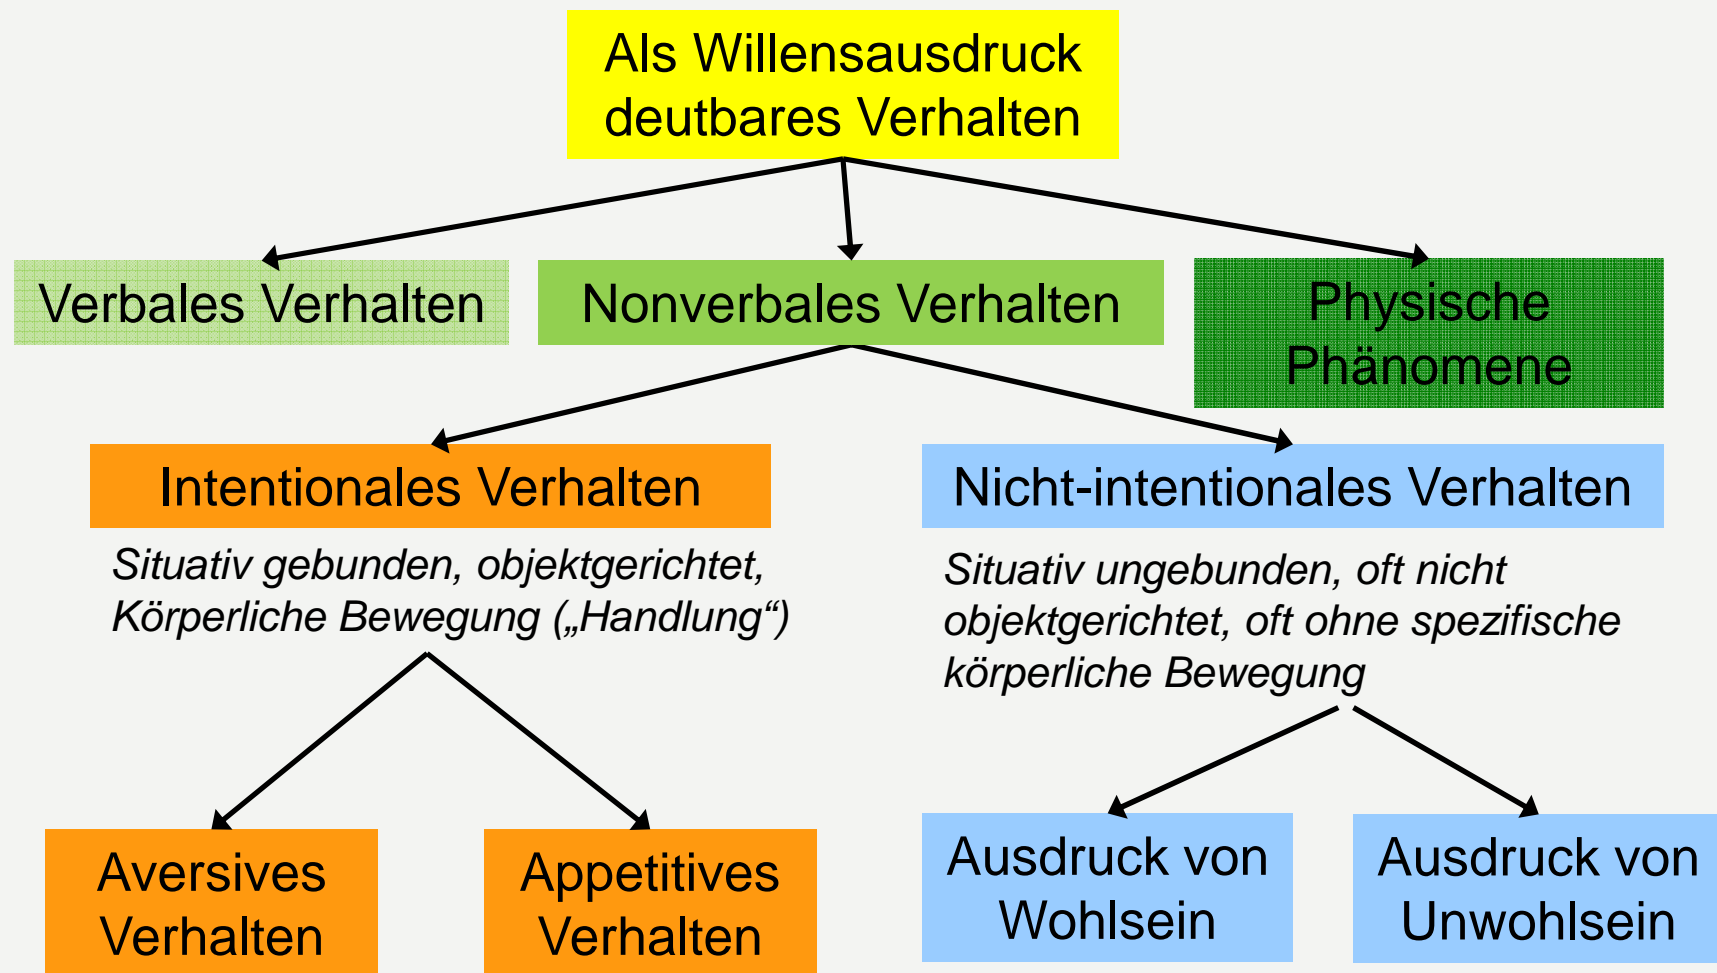 Als Willensausdruck
deutbares Verhalten
Verbales Verhalten
Nonverbales Verhalten
Physische
Phänomene
Intentionales Verhalten
Nicht-intentionales Verhalten
Situativ gebunden, objektgerichtet,
Körperliche Bewegung („Handlung“)
Situativ ungebunden, oft nicht
objektgerichtet, oft ohne spezifische
körperliche Bewegung
Aversives
Verhalten
Appetitives
Verhalten
Ausdruck von
Wohlsein
Ausdruck von
Unwohlsein